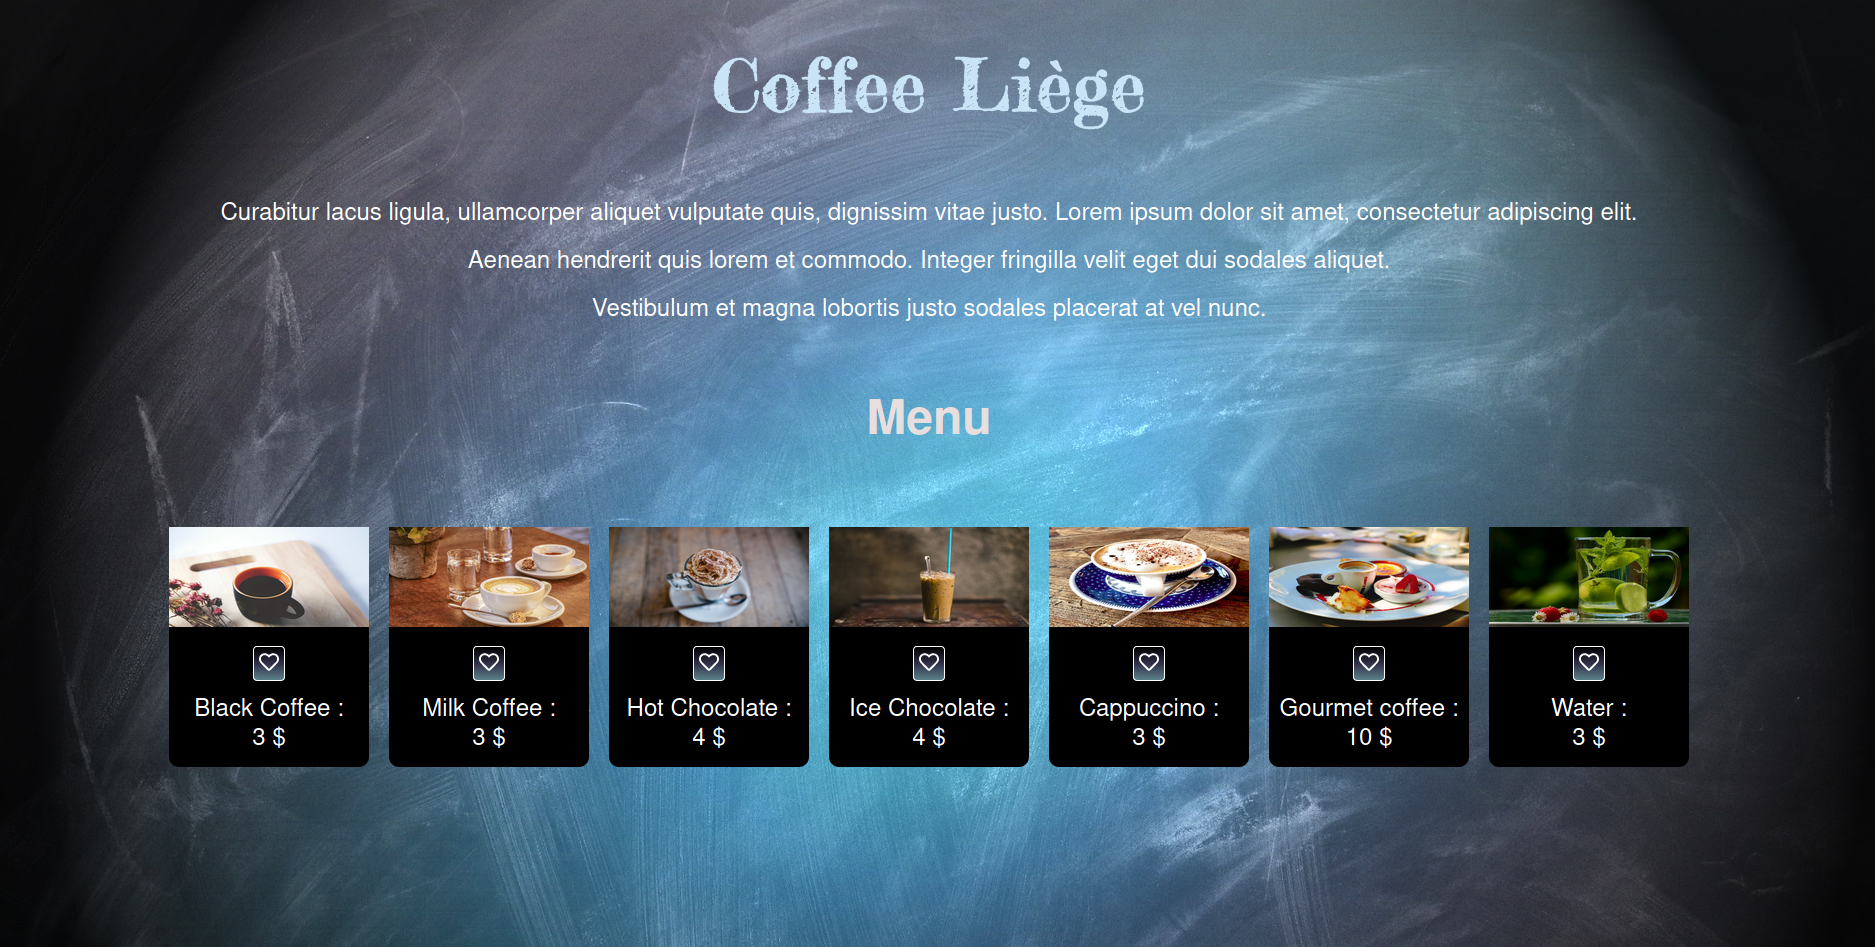 Coffee Liège
Curabitur lacus ligula, ullamcorper aliquet vulputate quis, dignissim vitae justo. Lorem ipsum dolor sit amet, consectetur adipiscing elit.
Aenean hendrerit quis lorem et commodo. Integer fringilla velit eget dui sodales aliquet.
Vestibulum et magna lobortis justo sodales placerat at vel nunc.
Menu
Black Coffee :
3 $
Milk Coffee :
3 $
Hot Chocolate :
4 $
Ice Chocolate :
4 $
Cappuccino :
3 $
Gourmet coffee :
10 $
Water :
3 $